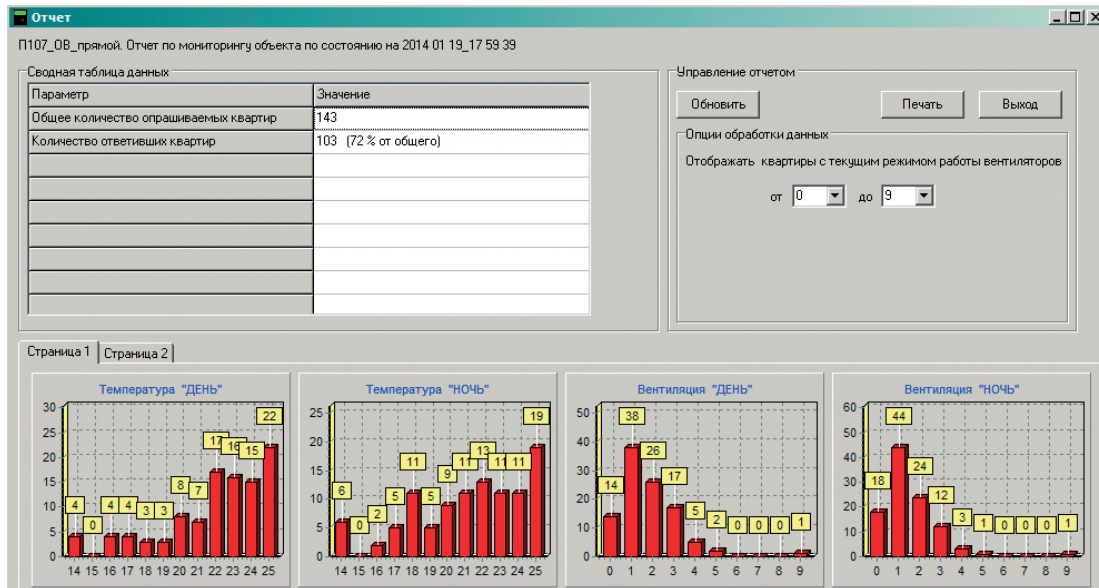 Отчет
П107_ОВ_прямой. Отчет по мониторингу объекта по состоянию на 2014 01 19_17 59 39
Сводная таблица данных
Параметр Значение
Общее количество опрашиваемых квартир 143
Количество ответивших квартир 103 (72 % от общего)
Управление отчетом
Обновить Печать Выход
Опции обработки данных
Отображать квартиры с текущим режимом работы вентиляторов
от 0 до 9
Страница 1 Страница 2
Температура "ДЕНЬ"
30
25
20
15
10
5
0
4 0 4 4 3 3 8 7 17 16 15 22
14 15 16 17 18 19 20 21 22 23 24 25
Температура "НОЧЬ"
25
20
15
10
5
0
6 0 2 5 11 5 9 11 13 11 11 19
14 15 16 17 18 19 20 21 22 23 24 25
Вентиляция "ДЕНЬ"
50
40
30
20
10
0
14 38 26 17 5 2 0 0 0 1
0 1 2 3 4 5 6 7 8 9
Вентиляция "НОЧЬ"
60
50
40
30
20
10
0
18 44 24 12 3 1 0 0 0 1
0 1 2 3 4 5 6 7 8 9